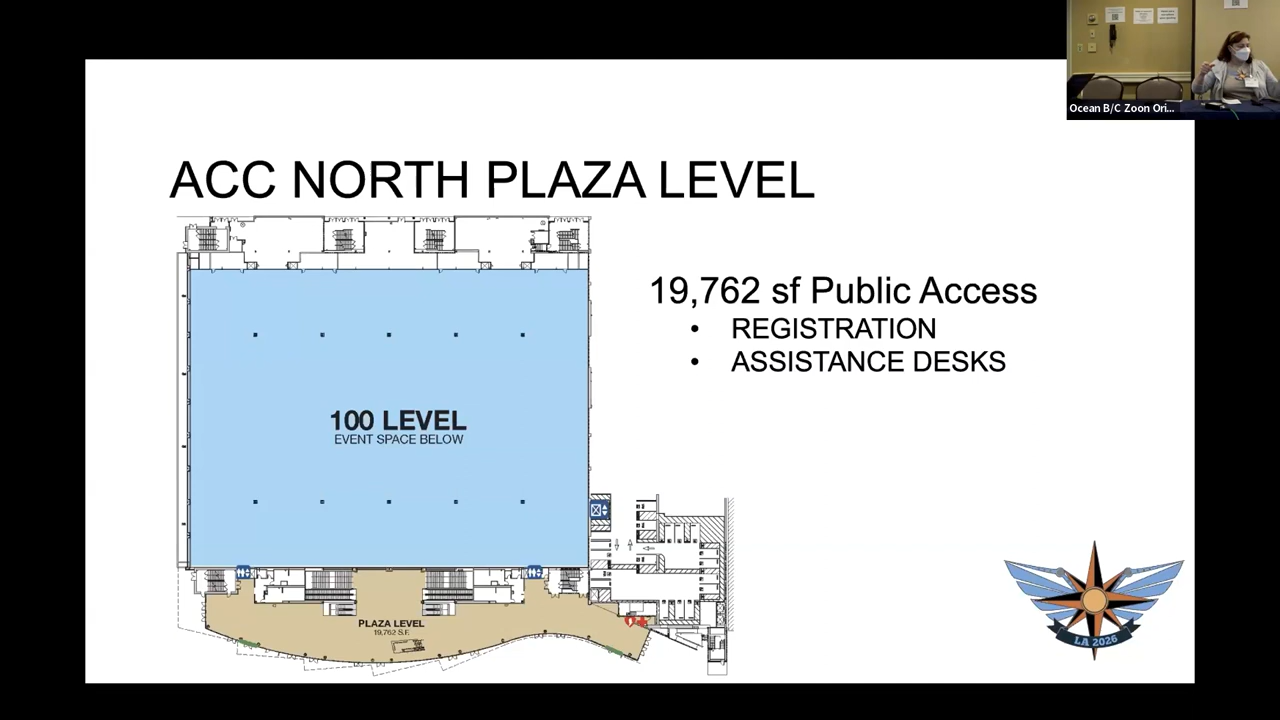 Ocean B/C Zoon Ori...
ACC NORTH PLAZA LEVEL
19,762 sf Public Access
• REGISTRATION
• ASSISTANCE DESKS
100 LEVEL
EVENT SPACE BELOW
PLAZA LEVEL
19,762 S.F.
LA 2026